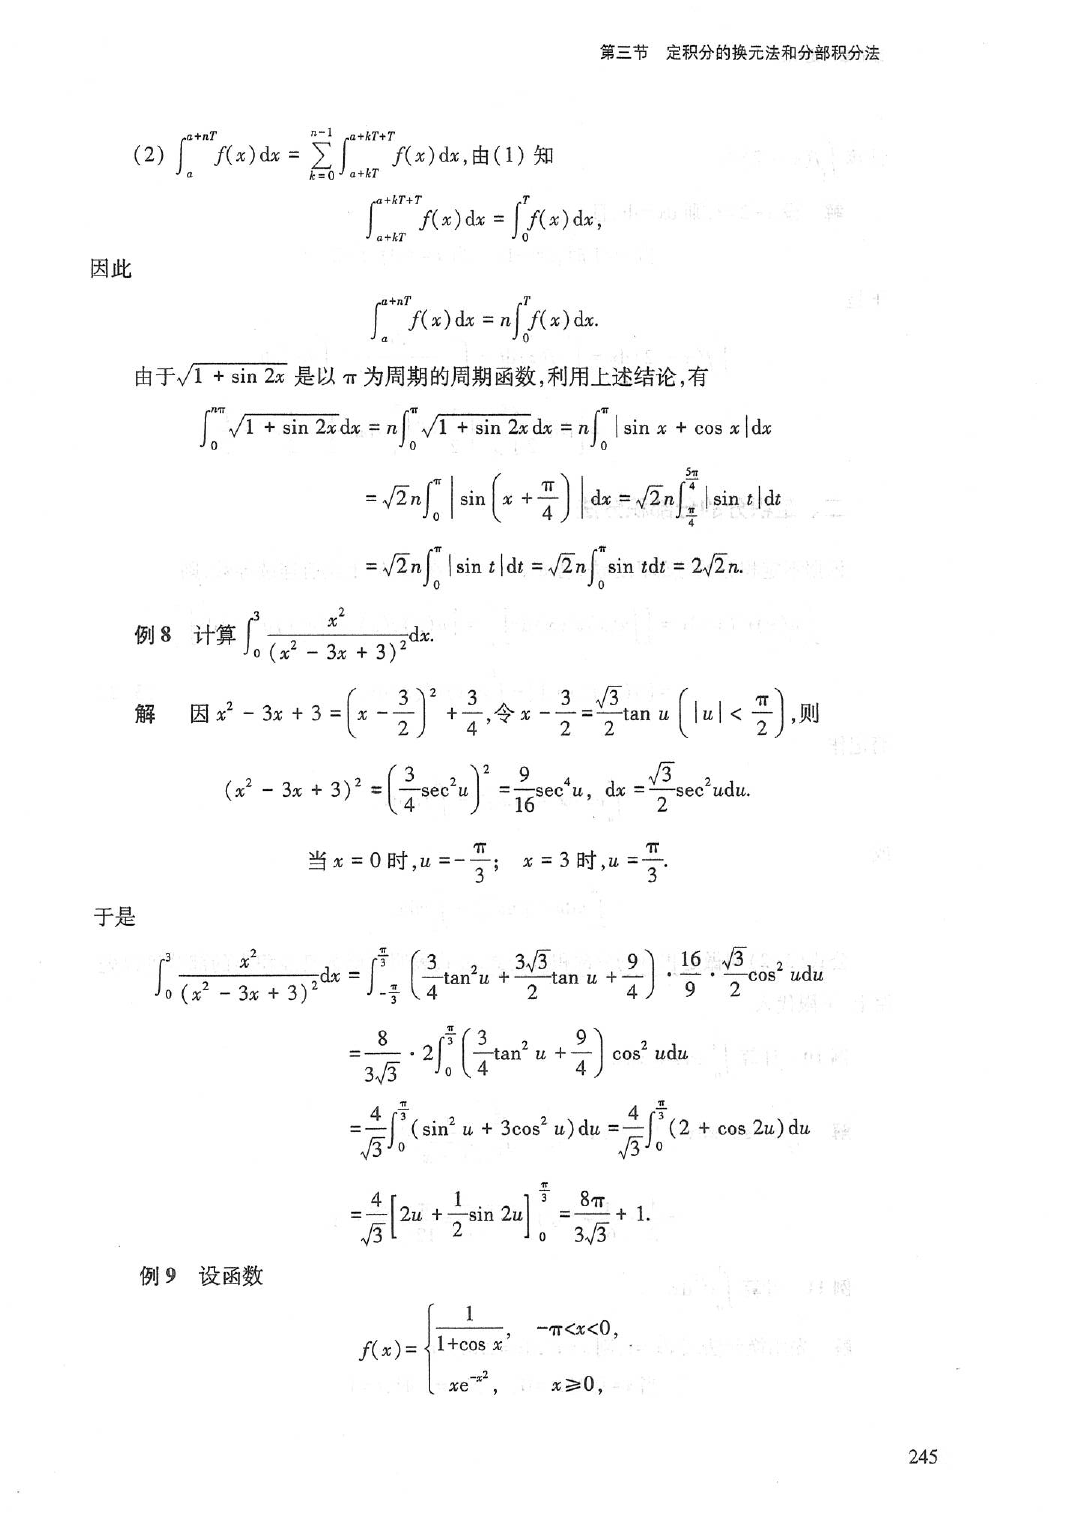 第三节 定积分的换元法和分部积分法
(2) ∫_a^{a+nT} f(x)dx = ∑_{k=0}^{n-1} ∫_{a+kT}^{a+kT+T} f(x)dx,由(1)知
∫_{a+kT}^{a+kT+T} f(x)dx = ∫_0^T f(x)dx,
因此
∫_a^{a+nT} f(x)dx = n∫_0^T f(x)dx.
由于√(1 + sin 2x) 是以 π 为周期的周期函数,利用上述结论,有
∫_0^{nπ} √(1 + sin 2x)dx = n∫_0^π √(1 + sin 2x)dx = n∫_0^π |sin x + cos x|dx
= √2n∫_0^π |sin(x + π/4)|dx = √2n∫_{π/4}^{5π/4} |sin t|dt
= √2n∫_0^π |sin t|dt = √2n∫_0^π sin tdt = 2√2n.
例 8 计算∫_0^3 x²/(x² - 3x + 3)² dx.
解 因 x² - 3x + 3 = (x - 3/2)² + 3/4,令 x - 3/2 = √3/2 tan u (|u| < π/2),则
(x² - 3x + 3)² = (3/4 sec²u)² = 9/16 sec⁴u, dx = √3/2 sec²udu.
当 x = 0 时,u = -π/3; x = 3 时,u = π/3.
于是
∫_0^3 x²/(x² - 3x + 3)² dx = ∫_{-π/3}^{π/3} (3/4 tan²u + 3√3/2 tan u + 9/4) · 16/9 · √3/2 cos² udu
= 8/(3√3) · 2∫_0^{π/3} (3/4 tan² u + 9/4) cos² udu
= 4/√3 ∫_0^{π/3} (sin² u + 3cos² u)du = 4/√3 ∫_0^{π/3} (2 + cos 2u)du
= 4/√3 [2u + 1/2 sin 2u]_0^{π/3} = 8π/(3√3) + 1.
例 9 设函数
f(x) = { 1/(1+cos x), -π<x<0,
xe^{-x²}, x≥0,
245